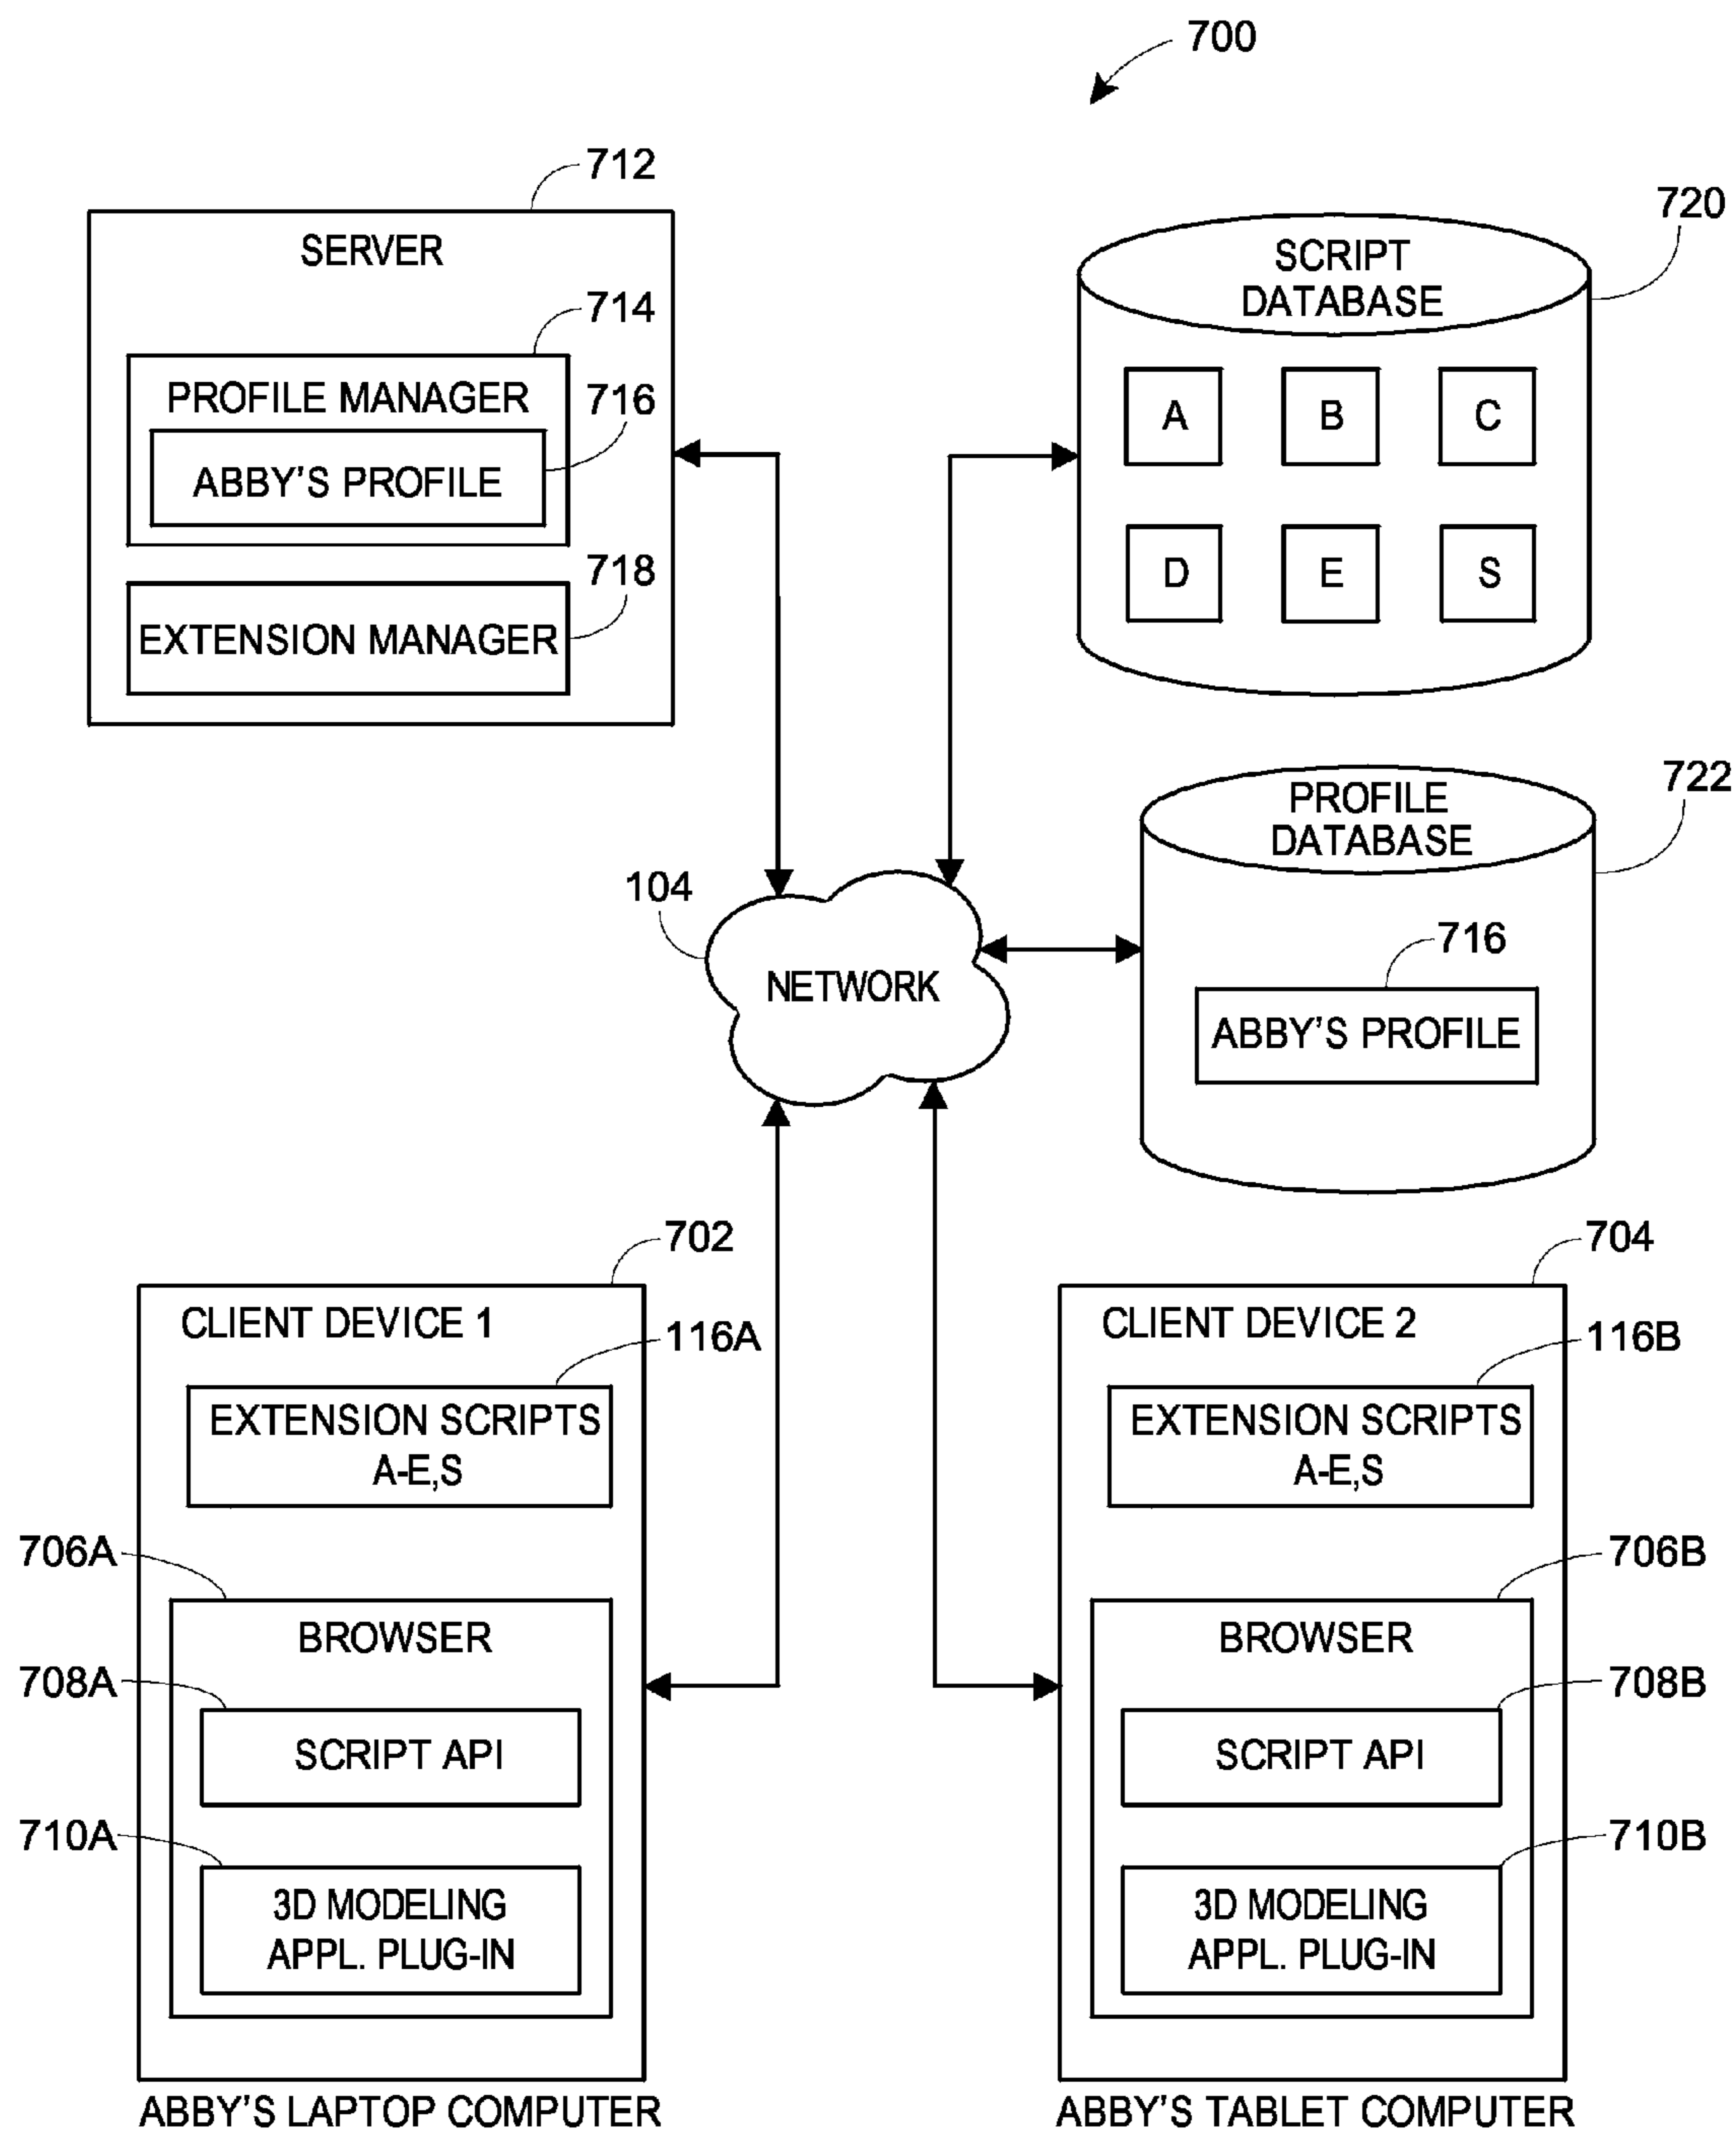 700
712
SERVER
714
PROFILE MANAGER
716
ABBY'S PROFILE
718
EXTENSION MANAGER
720
SCRIPT
DATABASE
A B C
D E S
722
PROFILE
DATABASE
716
ABBY'S PROFILE
104
NETWORK
702
CLIENT DEVICE 1
116A
EXTENSION SCRIPTS
A-E,S
706A
BROWSER
708A
SCRIPT API
710A
3D MODELING
APPL. PLUG-IN
ABBY'S LAPTOP COMPUTER
704
CLIENT DEVICE 2
116B
EXTENSION SCRIPTS
A-E,S
706B
BROWSER
708B
SCRIPT API
710B
3D MODELING
APPL. PLUG-IN
ABBY'S TABLET COMPUTER